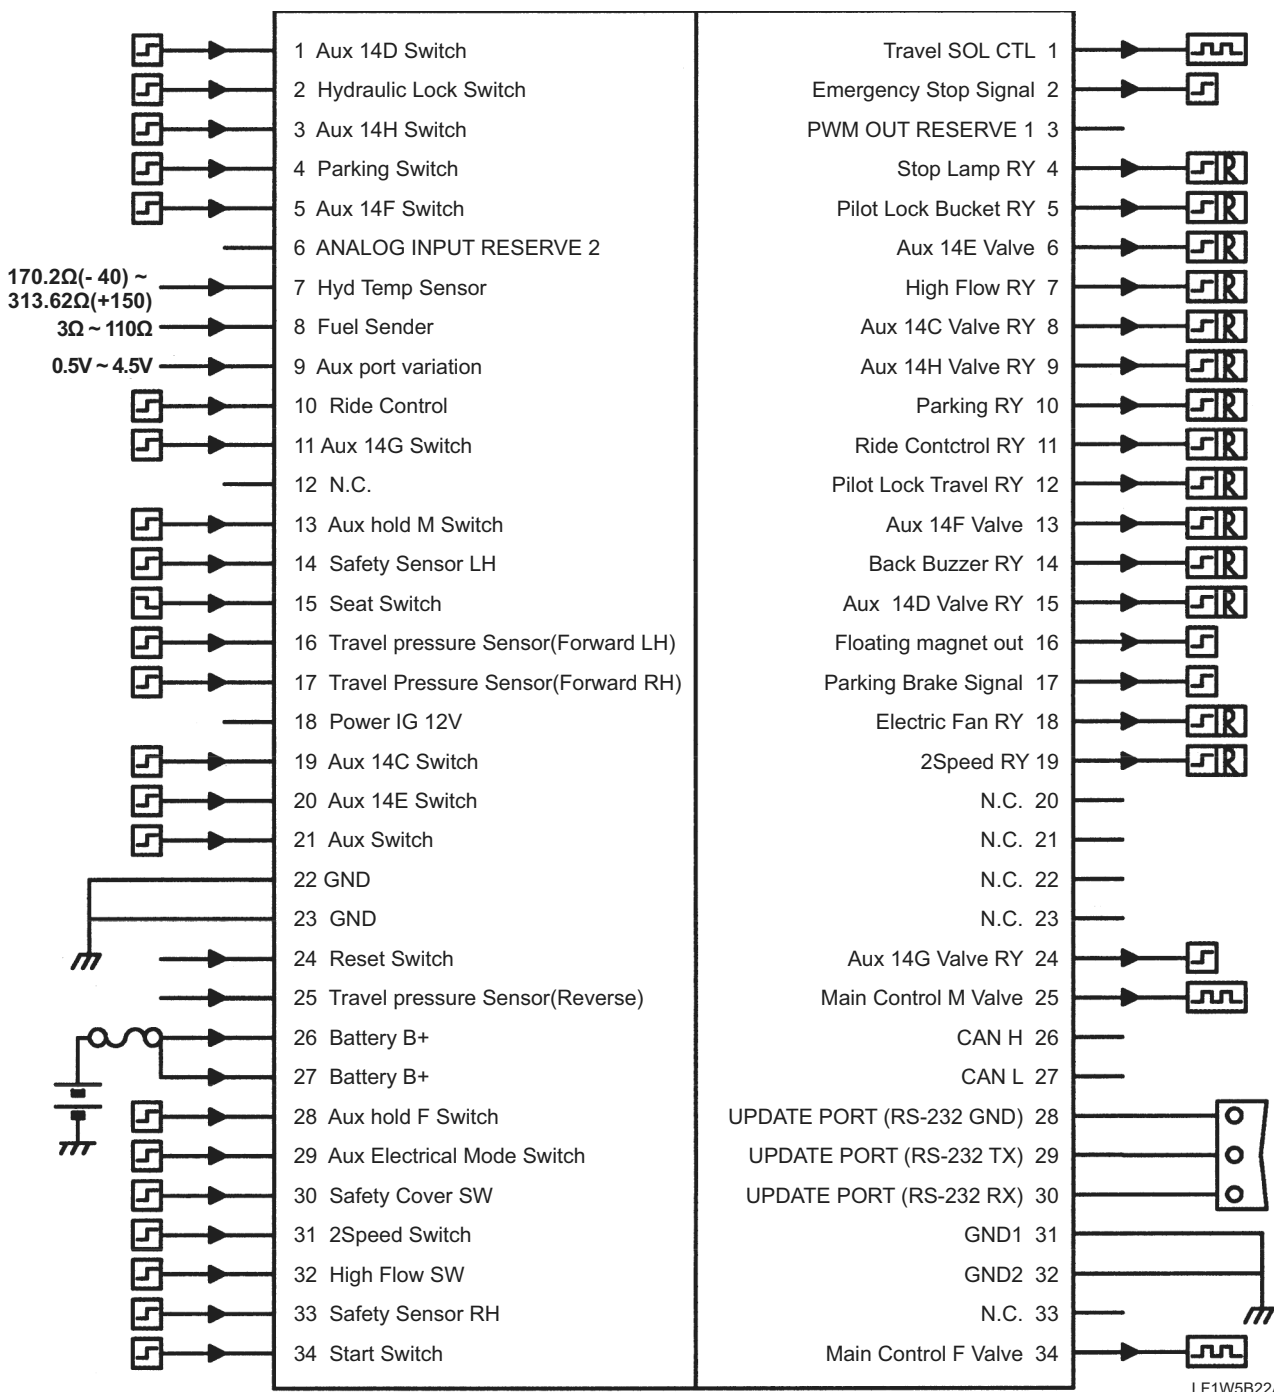 1 Aux 14D Switch
Travel SOL CTL 1
2 Hydraulic Lock Switch
Emergency Stop Signal 2
3 Aux 14H Switch
PWM OUT RESERVE 1 3
4 Parking Switch
Stop Lamp RY 4
R
5 Aux 14F Switch
Pilot Lock Bucket RY 5
R
6 ANALOG INPUT RESERVE 2
Aux 14E Valve 6
R
170.2Ω(- 40) ~
313.62Ω(+150)
7 Hyd Temp Sensor
High Flow RY 7
R
3Ω ~ 110Ω
8 Fuel Sender
Aux 14C Valve RY 8
R
0.5V ~ 4.5V
9 Aux port variation
Aux 14H Valve RY 9
R
10 Ride Control
Parking RY 10
R
11 Aux 14G Switch
Ride Contctrol RY 11
R
12 N.C.
Pilot Lock Travel RY 12
R
13 Aux hold M Switch
Aux 14F Valve 13
R
14 Safety Sensor LH
Back Buzzer RY 14
R
15 Seat Switch
Aux 14D Valve RY 15
R
16 Travel pressure Sensor(Forward LH)
Floating magnet out 16
17 Travel Pressure Sensor(Forward RH)
Parking Brake Signal 17
18 Power IG 12V
Electric Fan RY 18
R
19 Aux 14C Switch
2Speed RY 19
R
20 Aux 14E Switch
N.C. 20
21 Aux Switch
N.C. 21
22 GND
N.C. 22
23 GND
N.C. 23
24 Reset Switch
Aux 14G Valve RY 24
25 Travel pressure Sensor(Reverse)
Main Control M Valve 25
26 Battery B+
CAN H 26
27 Battery B+
CAN L 27
28 Aux hold F Switch
UPDATE PORT (RS-232 GND) 28
29 Aux Electrical Mode Switch
UPDATE PORT (RS-232 TX) 29
30 Safety Cover SW
UPDATE PORT (RS-232 RX) 30
31 2Speed Switch
GND1 31
32 High Flow SW
GND2 32
33 Safety Sensor RH
N.C. 33
34 Start Switch
Main Control F Valve 34